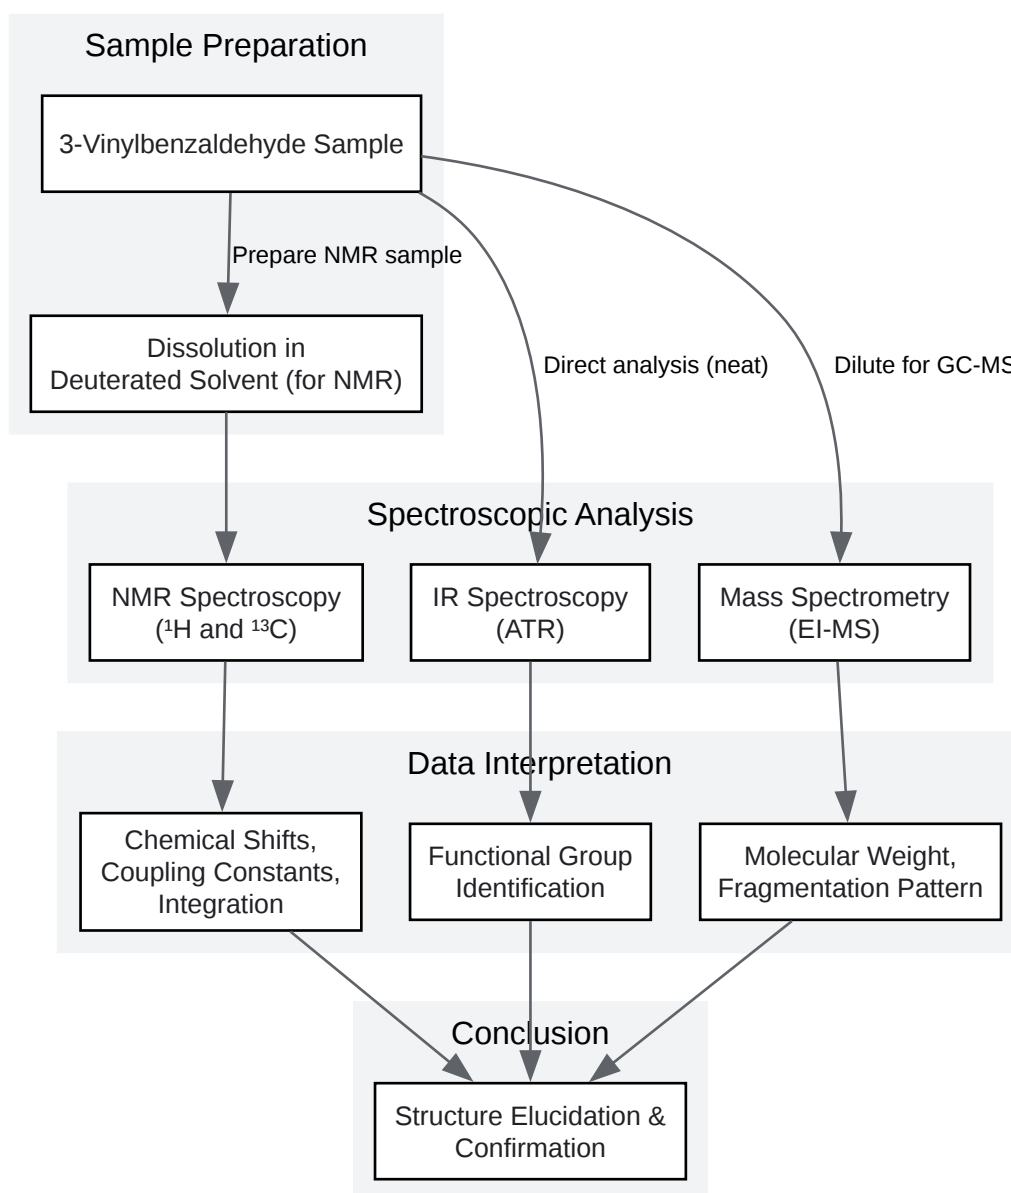 Sample Preparation
3-Vinylbenzaldehyde Sample
Prepare NMR sample
Dissolution in
Deuterated Solvent (for NMR)
Direct analysis (neat)
Dilute for GC-MS
Spectroscopic Analysis
NMR Spectroscopy
(¹H and ¹³C)
IR Spectroscopy
(ATR)
Mass Spectrometry
(EI-MS)
Data Interpretation
Chemical Shifts,
Coupling Constants,
Integration
Functional Group
Identification
Molecular Weight,
Fragmentation Pattern
Conclusion
Structure Elucidation &
Confirmation